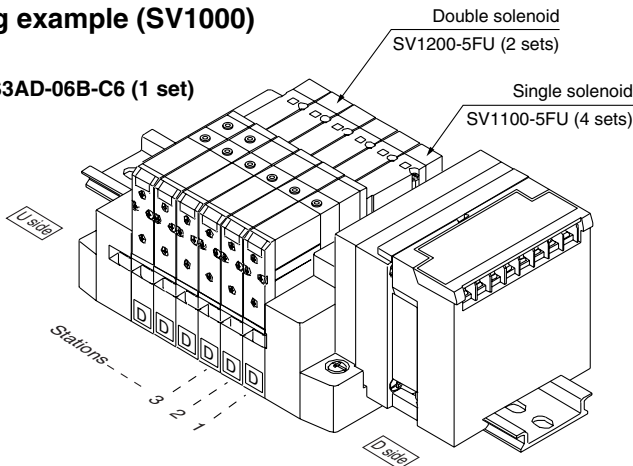 g example (SV1000)
Double solenoid
SV1200-5FU (2 sets)
S3AD-06B-C6 (1 set)
Single solenoid
SV1100-5FU (4 sets)
U side
D D D D D D
Stations
3
2
1
D side